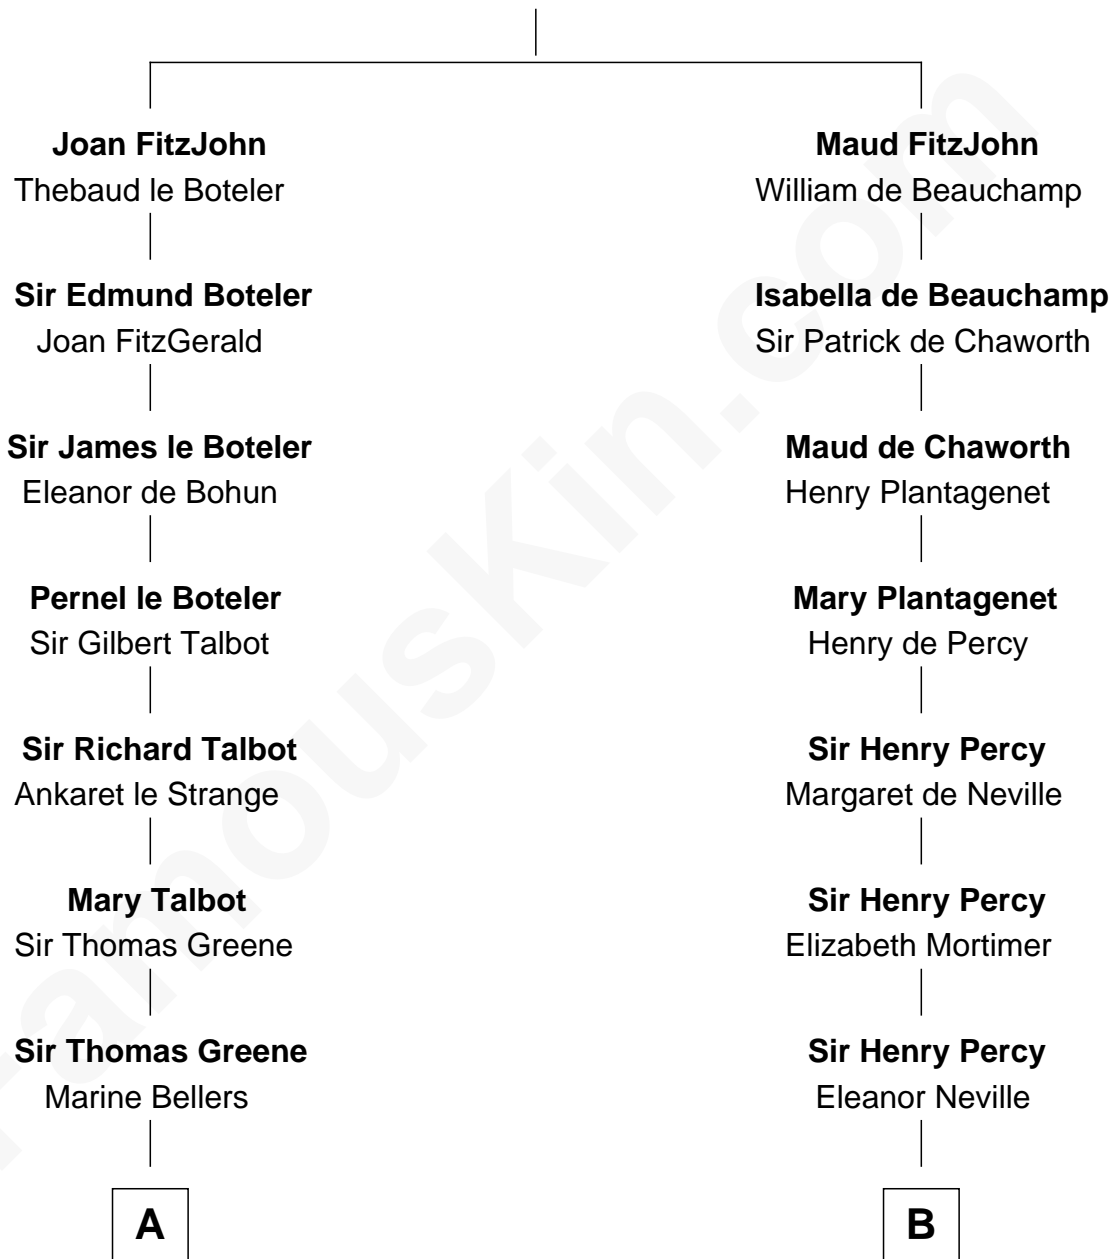 Joan FitzJohn
Thebaud le Boteler
Sir Edmund Boteler
Joan FitzGerald
Sir James le Boteler
Eleanor de Bohun
Pernel le Boteler
Sir Gilbert Talbot
Sir Richard Talbot
Ankaret le Strange
Mary Talbot
Sir Thomas Greene
Sir Thomas Greene
Marine Bellers
A
Maud FitzJohn
William de Beauchamp
Isabella de Beauchamp
Sir Patrick de Chaworth
Maud de Chaworth
Henry Plantagenet
Mary Plantagenet
Henry de Percy
Sir Henry Percy
Margaret de Neville
Sir Henry Percy
Elizabeth Mortimer
Sir Henry Percy
Eleanor Neville
B
FamousKin.com